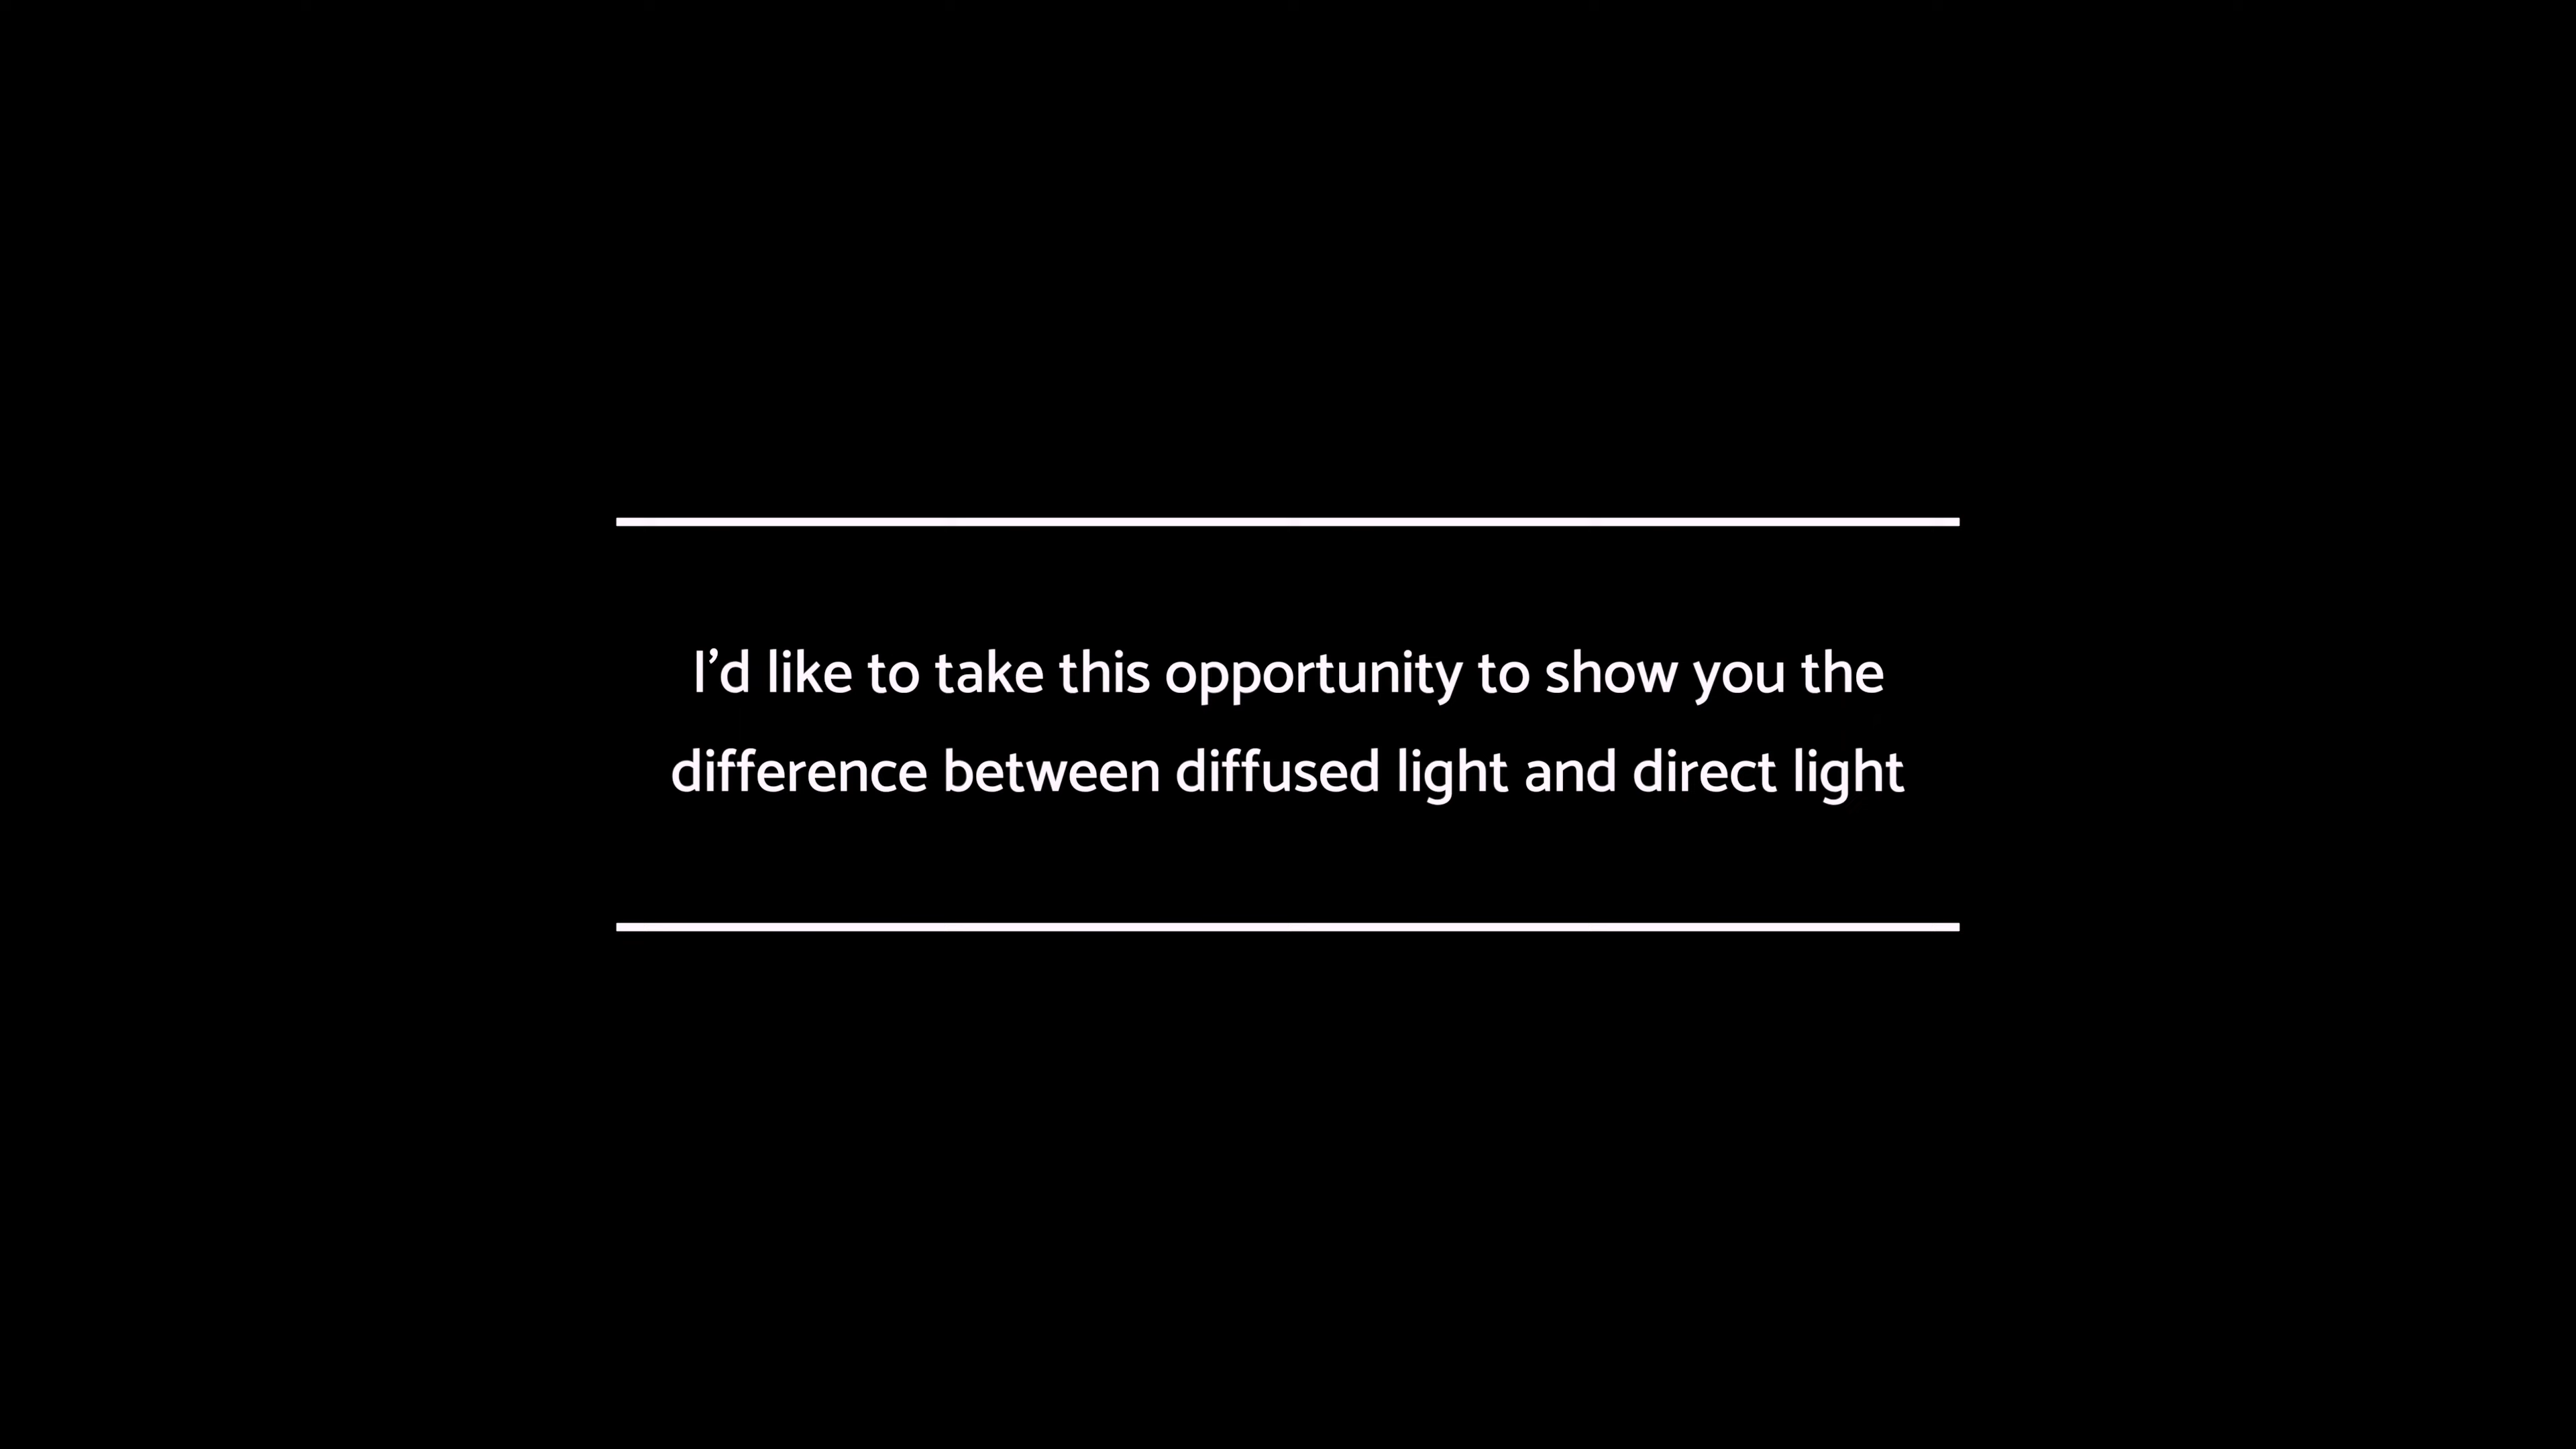 I’d like to take this opportunity to show you the
difference between diffused light and direct light